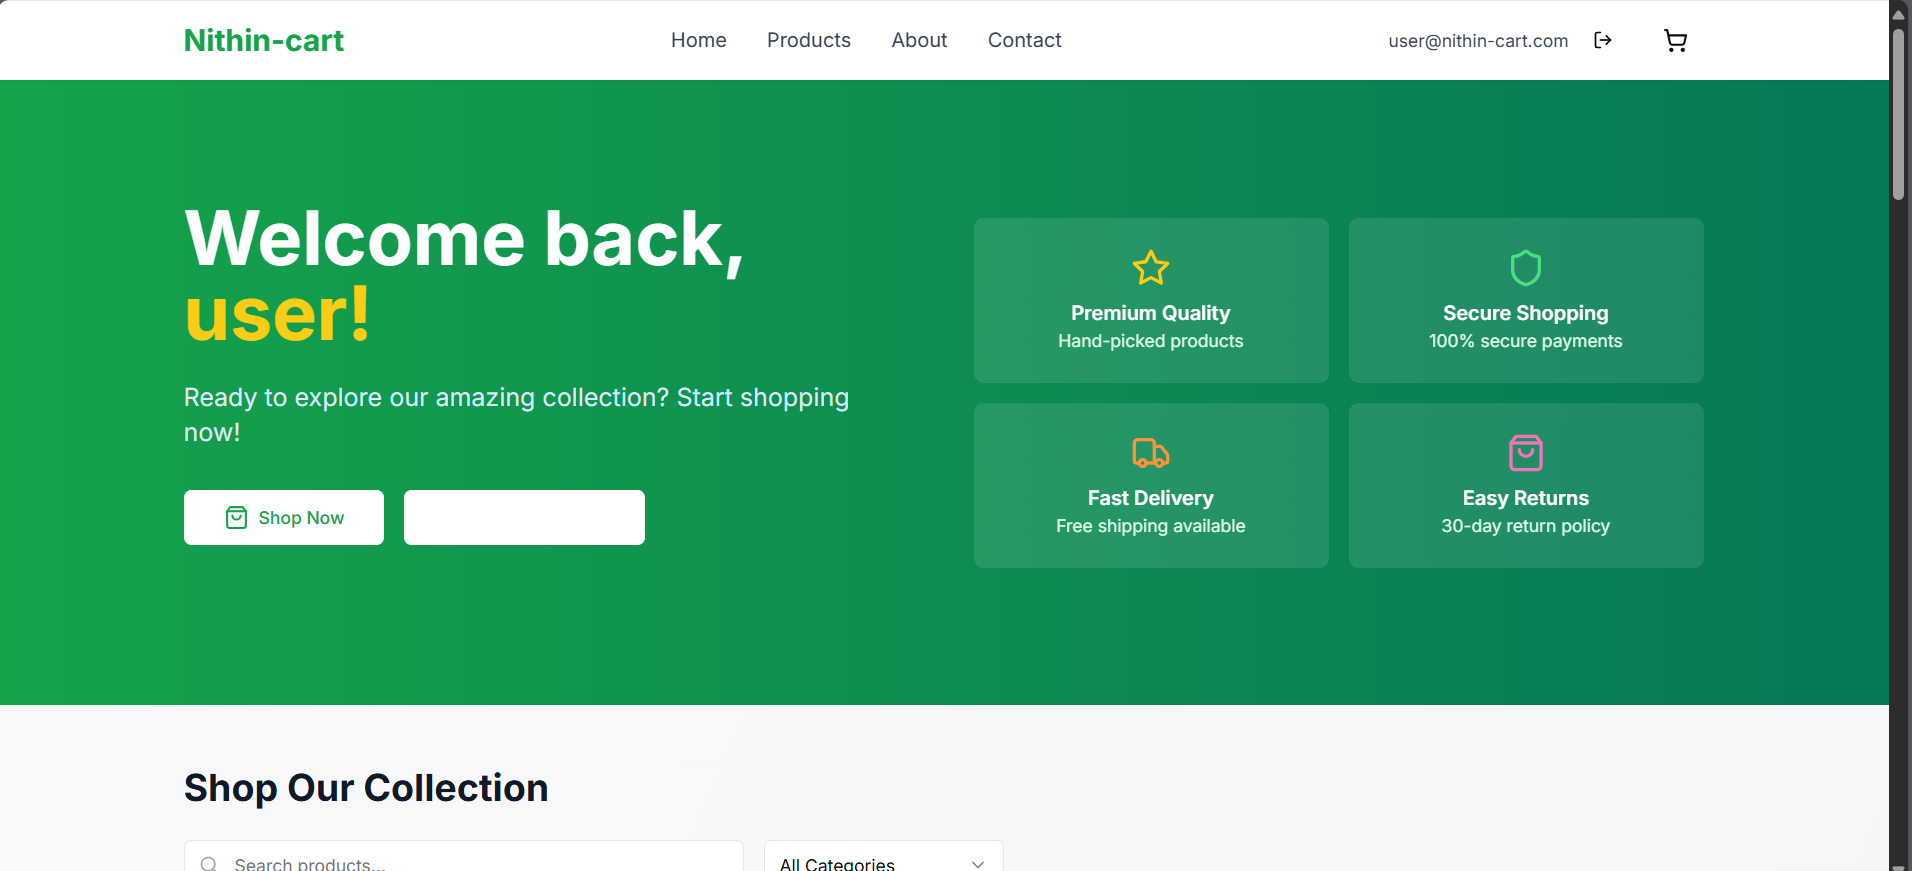 Nithin-cart
Home
Products
About
Contact
user@nithin-cart.com
Welcome back,
user!
Ready to explore our amazing collection? Start shopping
now!
Shop Now
Premium Quality
Hand-picked products
Secure Shopping
100% secure payments
Fast Delivery
Free shipping available
Easy Returns
30-day return policy
Shop Our Collection
Search products...
All Categories